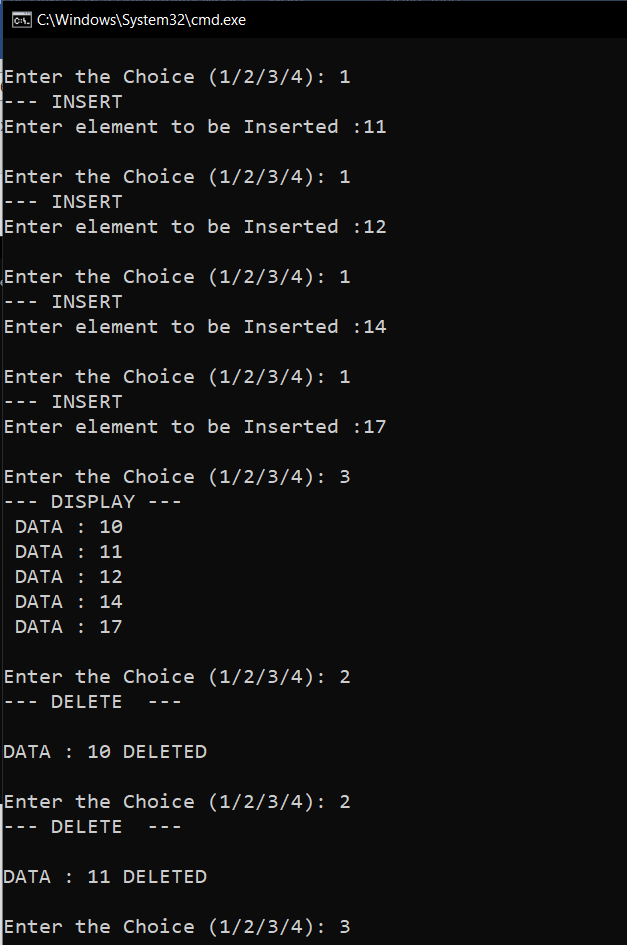 C:\Windows\System32\cmd.exe
Enter the Choice (1/2/3/4): 1
--- INSERT
Enter element to be Inserted :11
Enter the Choice (1/2/3/4): 1
--- INSERT
Enter element to be Inserted :12
Enter the Choice (1/2/3/4): 1
--- INSERT
Enter element to be Inserted :14
Enter the Choice (1/2/3/4): 1
--- INSERT
Enter element to be Inserted :17
Enter the Choice (1/2/3/4): 3
--- DISPLAY ---
DATA : 10
DATA : 11
DATA : 12
DATA : 14
DATA : 17
Enter the Choice (1/2/3/4): 2
--- DELETE  ---
DATA : 10 DELETED
Enter the Choice (1/2/3/4): 2
--- DELETE  ---
DATA : 11 DELETED
Enter the Choice (1/2/3/4): 3